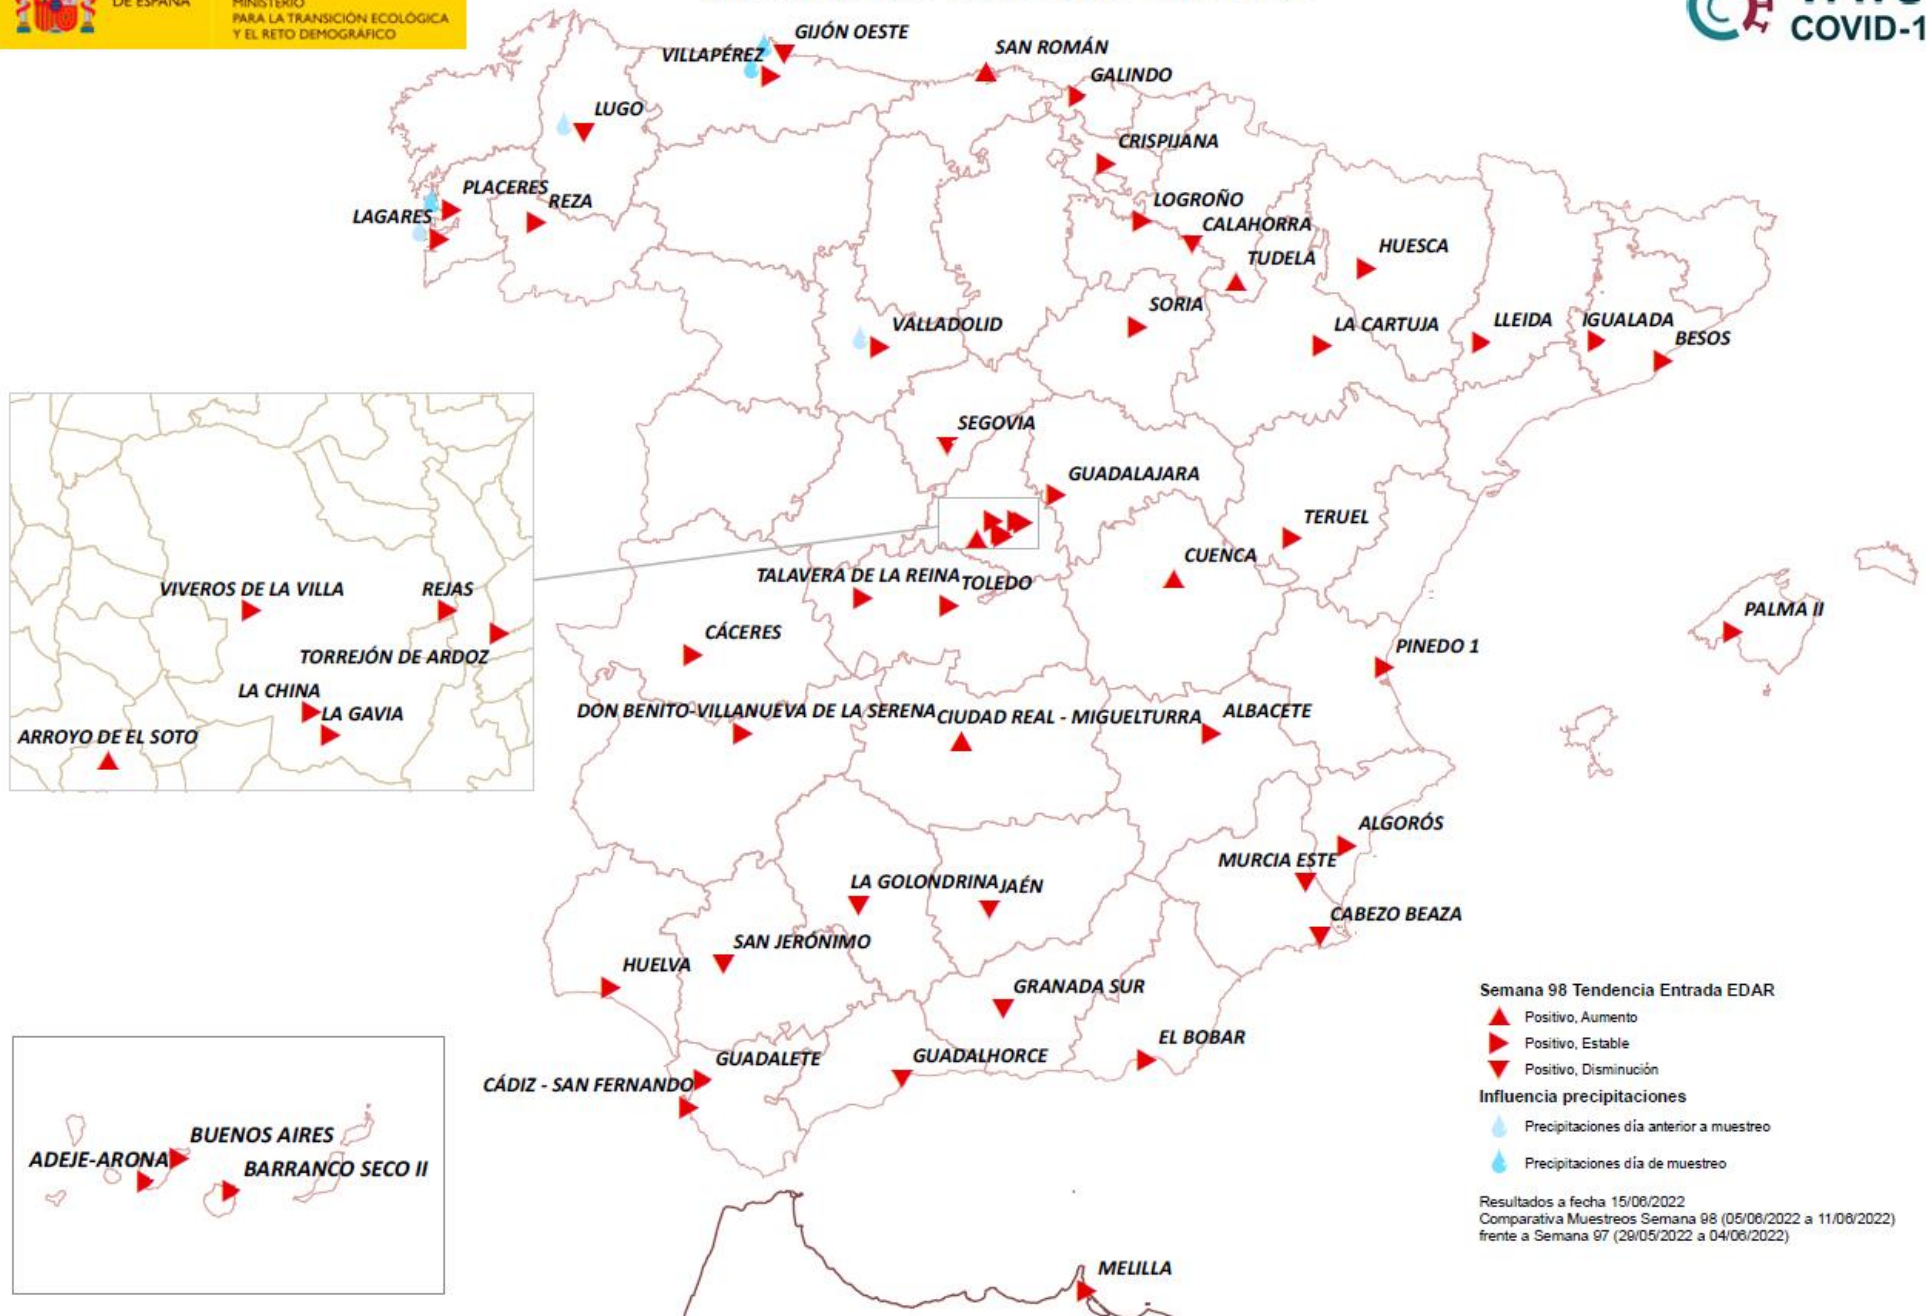 DE ESPAÑA
MINISTERIO
PARA LA TRANSICIÓN ECOLÓGICA
Y EL RETO DEMOGRÁFICO
COVID-1
GIJÓN OESTE
VILLAPÉREZ
SAN ROMÁN
GALINDO
LUGO
CRISPIJANA
PLACERES
REZA
LAGARES
LOGROÑO
CALAHORRA
TUDELA
HUESCA
SORIA
VALLADOLID
LA CARTUJA
LLEIDA
IGUALADA
BESOS
SEGOVIA
GUADALAJARA
TERUEL
CUENCA
TALAVERA DE LA REINA
TOLEDO
VIVEROS DE LA VILLA
REJAS
TORREJÓN DE ARDOZ
LA CHINA
LA GAVIA
ARROYO DE EL SOTO
CÁCERES
PALMA II
PINEDO 1
DON BENITO-VILLANUEVA DE LA SERENA
CIUDAD REAL - MIGUELTURRA
ALBACETE
ALGORÓS
MURCIA ESTE
LA GOLONDRINA
JAÉN
CABEZO BEAZA
SAN JERÓNIMO
HUELVA
GRANADA SUR
EL BOBAR
GUADALETE
GUADALHORCE
CÁDIZ - SAN FERNANDO
BUENOS AIRES
ADEJE-ARONA
BARRANCO SECO II
MELILLA
Semana 98 Tendencia Entrada EDAR
Positivo, Aumento
Positivo, Estable
Positivo, Disminución
Influencia precipitaciones
Precipitaciones día anterior a muestreo
Precipitaciones día de muestreo
Resultados a fecha 15/06/2022
Comparativa Muestreos Semana 98 (05/06/2022 a 11/06/2022)
frente a Semana 97 (29/05/2022 a 04/06/2022)